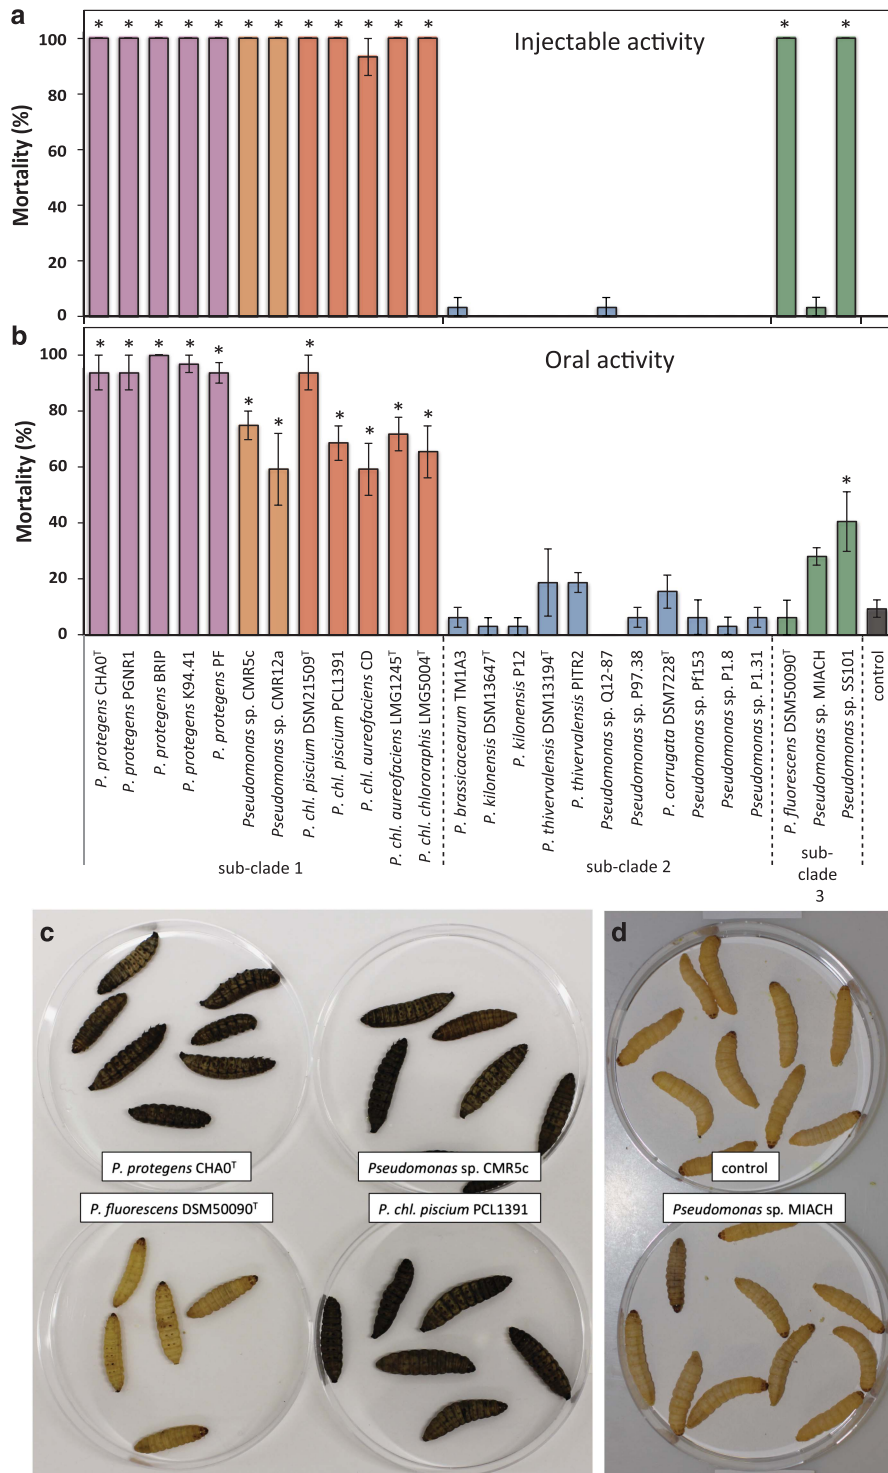 a
* * * * * * * * * * * * * *
Injectable activity
Mortality (%)
100
80
60
40
20
0
b
* * * * * * * * * * * * *
Oral activity
Mortality (%)
100
80
60
40
20
0
P. protegens CHA0ᵀ
P. protegens PGNR1
P. protegens BRIP
P. protegens K94.41
P. protegens PF
Pseudomonas sp. CMR5c
Pseudomonas sp. CMR12a
P. chl. piscium DSM21509ᵀ
P. chl. piscium PCL1391
P. chl. aureofaciens CD
P. chl. aureofaciens LMG1245ᵀ
P. chl. chlororaphis LMG5004ᵀ
P. brassicacearum TM1A3
P. kilonensis DSM13647ᵀ
P. kilonensis P12
P. thivervalensis DSM13194ᵀ
P. thivervalensis PITR2
Pseudomonas sp. Q12-87
Pseudomonas sp. P97.38
P. corrugata DSM7228ᵀ
Pseudomonas sp. Pf153
Pseudomonas sp. P1.8
Pseudomonas sp. P1.31
P. fluorescens DSM50090ᵀ
Pseudomonas sp. MIACH
Pseudomonas sp. SS101
control
sub-clade 1
sub-clade 2
sub-
clade
3
c
P. protegens CHA0ᵀ
Pseudomonas sp. CMR5c
P. fluorescens DSM50090ᵀ
P. chl. piscium PCL1391
d
control
Pseudomonas sp. MIACH